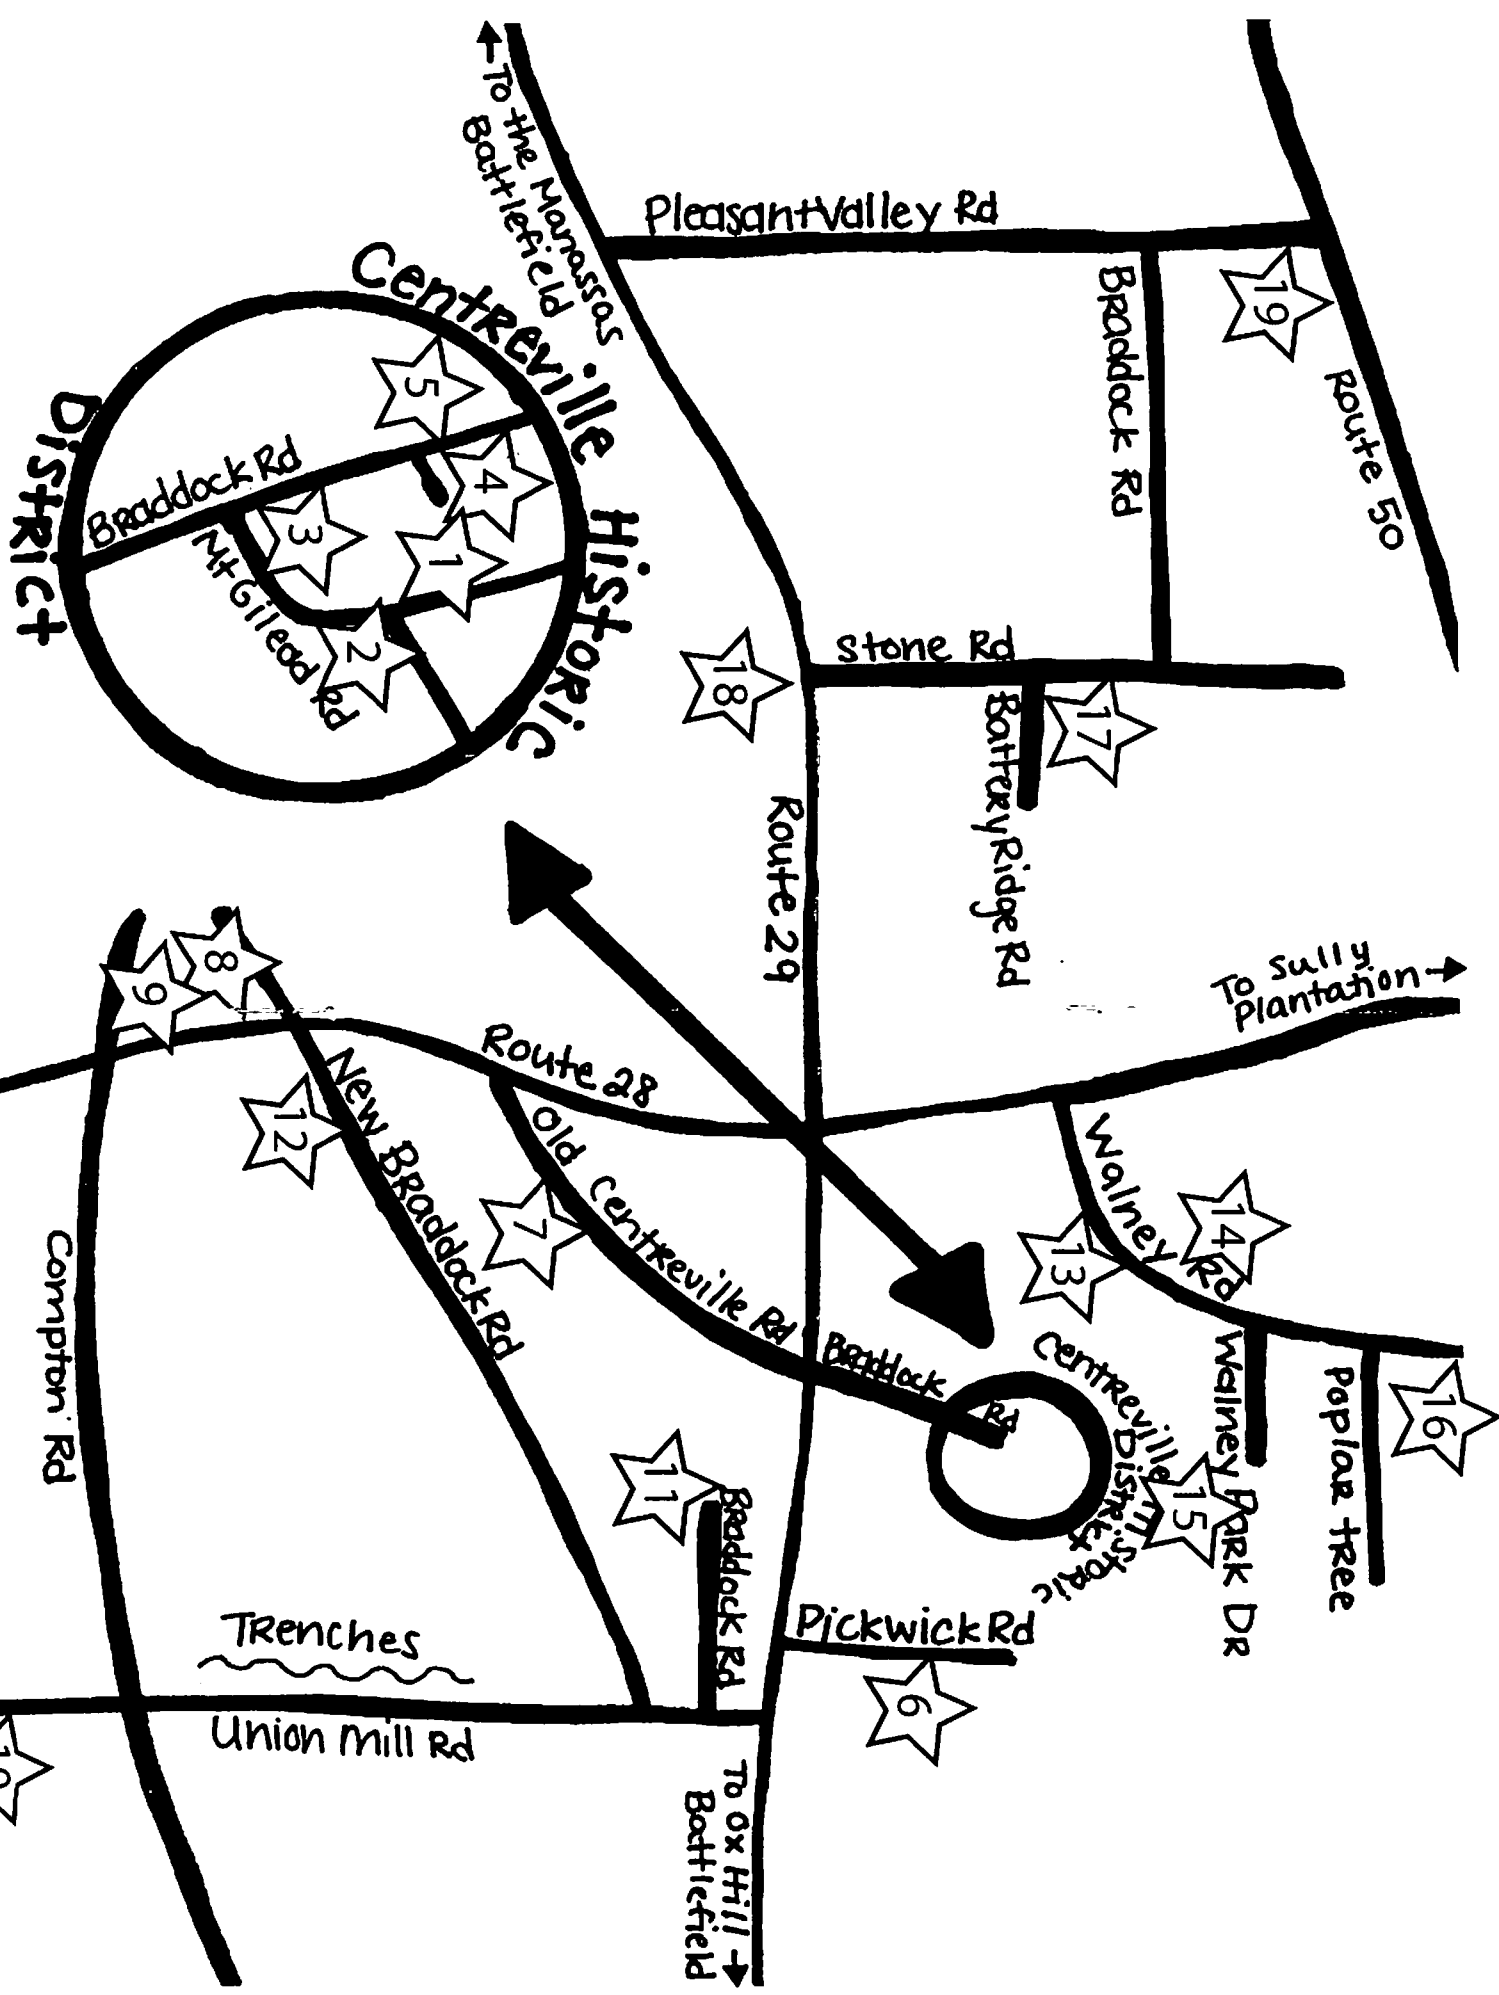 To the Manassas
Battlefield
Pleasant Valley Rd
Braddock Rd
19
Route 50
Centreville Historic District
5
4
3
1
2
Braddock Rd
Mt Gilead Rd
Stone Rd
18
17
Battery Ridge Rd
Route 29
To Sully
Plantation
8
9
Route 28
12
New Braddock Rd
Old Centreville Rd
7
Walney Rd
13
14
Compton Rd
Braddock Rd
Centreville Historic District
Walney Park Dr
15
Poplar Tree
16
11
Braddock Rd
Pickwick Rd
6
Trenches
Union Mill Rd
To Ox Hill
Battlefield